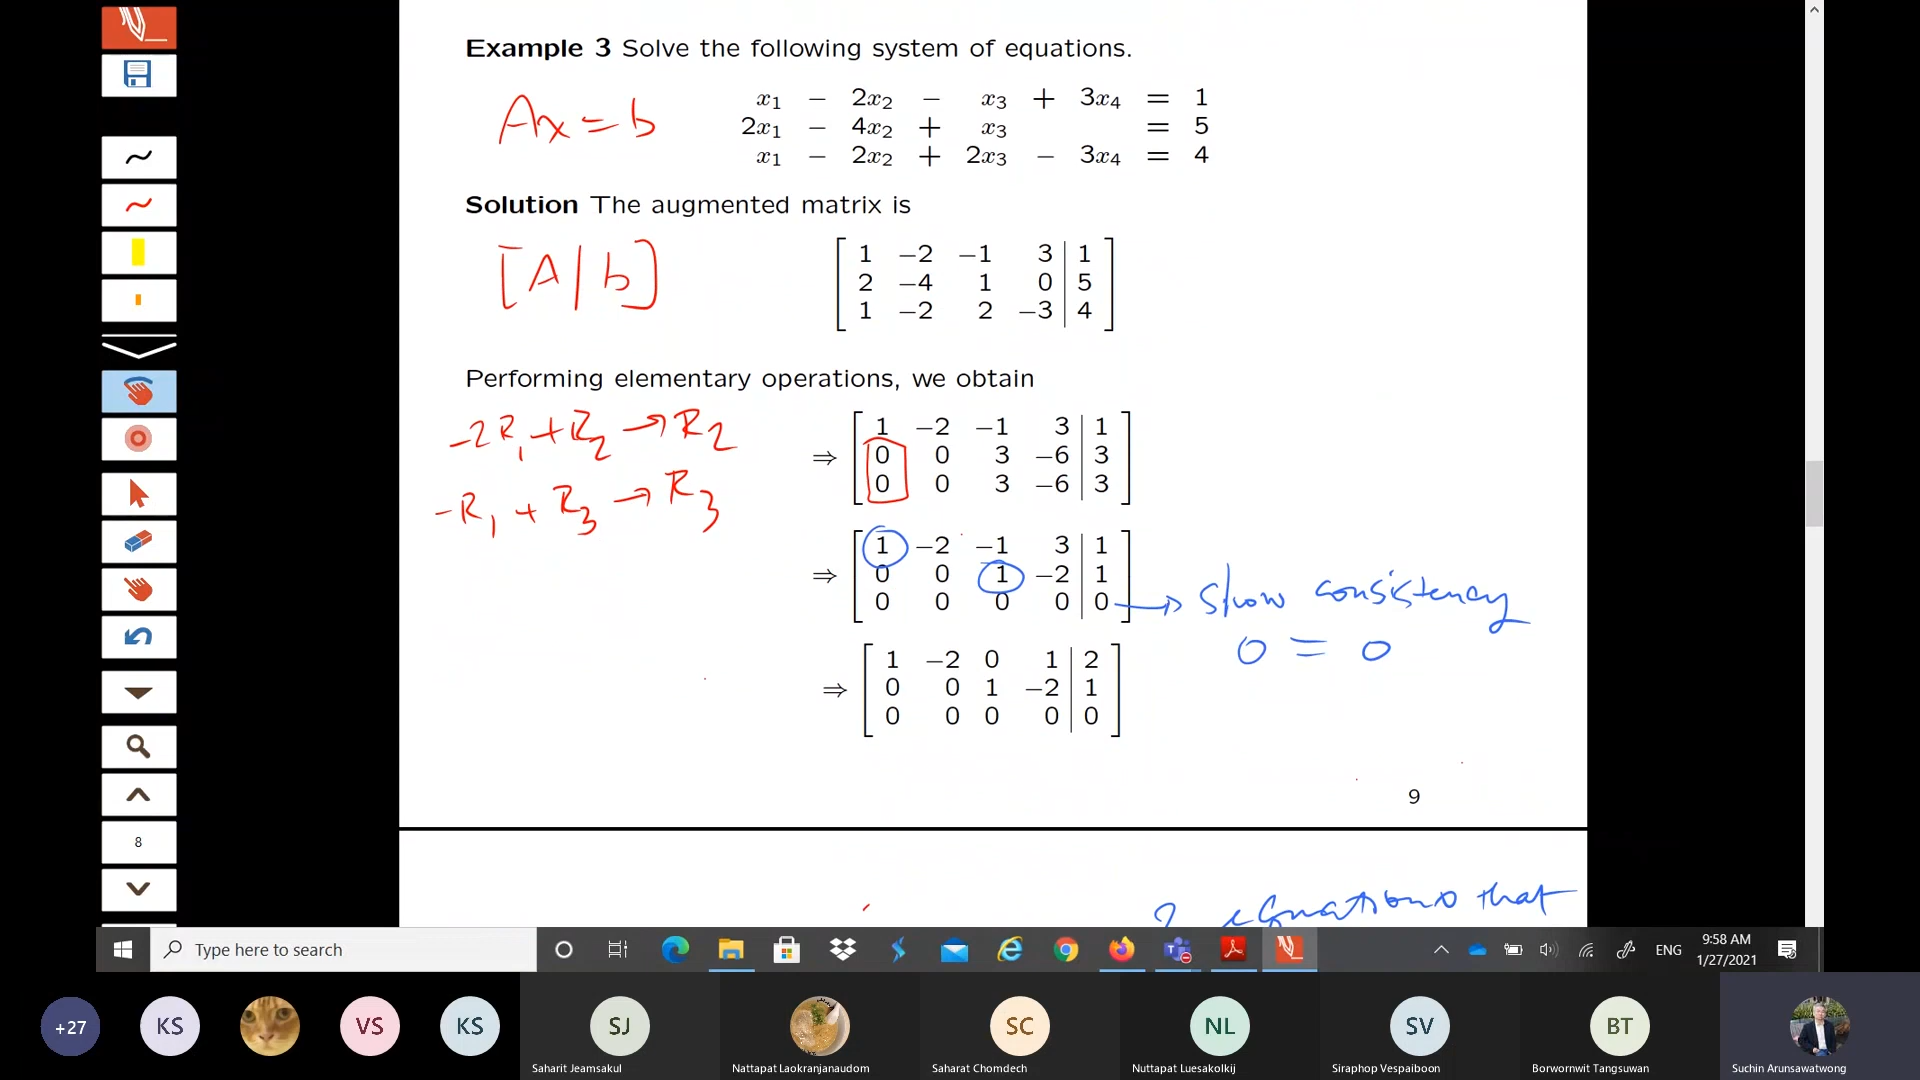 Example 3 Solve the following system of equations.
Ax = b
x₁ − 2x₂ − x₃ + 3x₄ = 1
2x₁ − 4x₂ + x₃ = 5
x₁ − 2x₂ + 2x₃ − 3x₄ = 4
Solution The augmented matrix is
[A|b]
1 −2 −1 3 | 1
2 −4 1 0 | 5
1 −2 2 −3 | 4
Performing elementary operations, we obtain
-2R₁ + R₂ → R₂
-R₁ + R₃ → R₃
⇒
1 −2 −1 3 | 1
0 0 3 −6 | 3
0 0 3 −6 | 3
⇒
1 −2 −1 3 | 1
0 0 1 −2 | 1
0 0 0 0 | 0
→ show consistency
0 = 0
⇒
1 −2 0 1 | 2
0 0 1 −2 | 1
0 0 0 0 | 0
9
8
2 equations that
Type here to search
ENG
9:58 AM
1/27/2021
+27
KS
VS
KS
SJ
SC
NL
SV
BT
Saharit Jeamsakul
Nattapat Laokranjanaudom
Saharat Chomdech
Nuttapat Luesakolkij
Siraphop Vespaiboon
Borwornwit Tangsuwan
Suchin Arunsawatwong